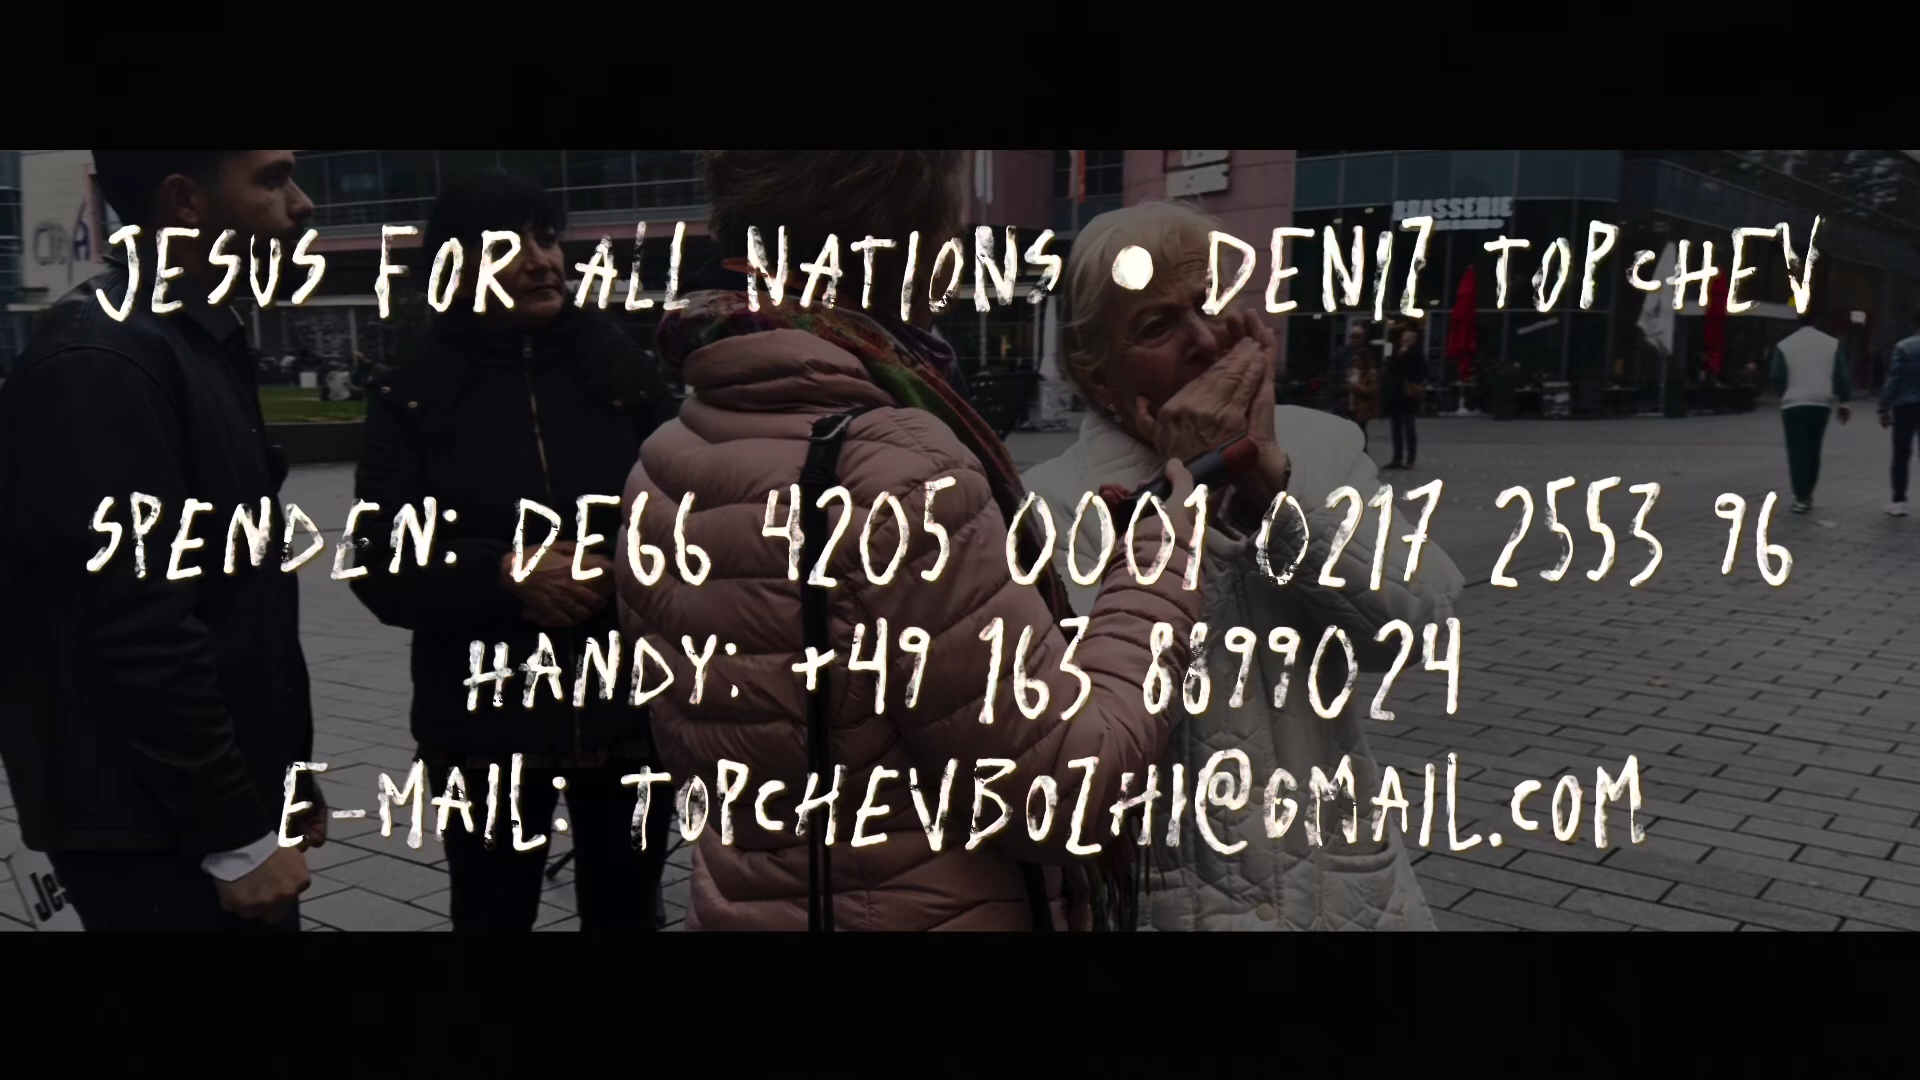 JESUS FOR ALL NATIONS • DENIZ TOPCHEV
BRASSERIE
SPENDEN: DE66 4205 0001 0217 2553 96
HANDY: +49 163 8899024
E-MAIL: TOPCHEVBOZHI@GMAIL.COM